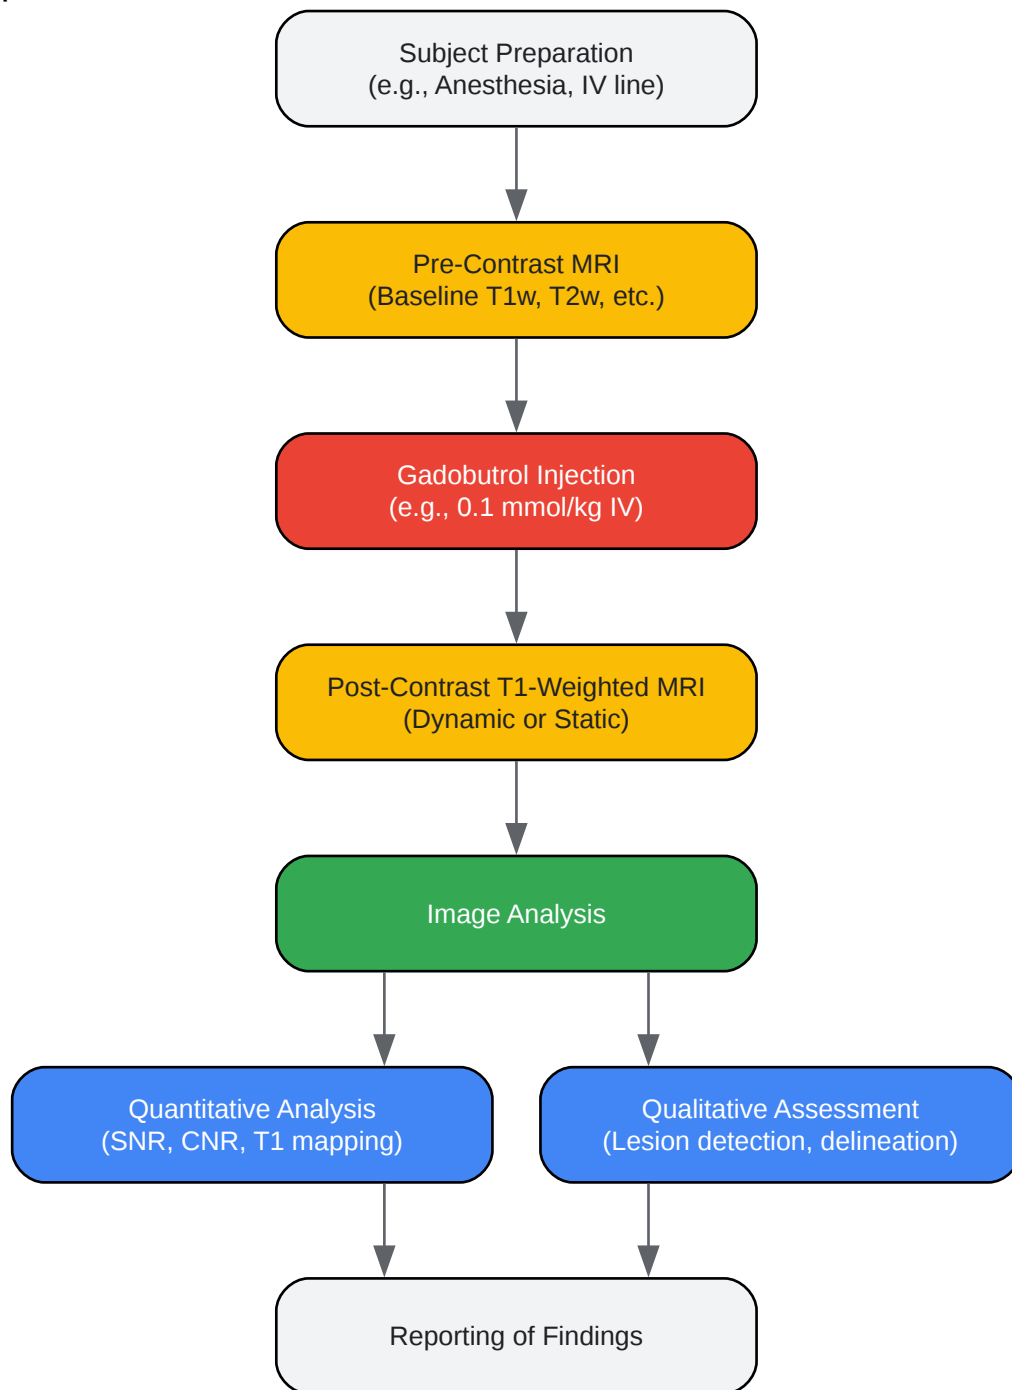 Subject Preparation
(e.g., Anesthesia, IV line)
Pre-Contrast MRI
(Baseline T1w, T2w, etc.)
Gadobutrol Injection
(e.g., 0.1 mmol/kg IV)
Post-Contrast T1-Weighted MRI
(Dynamic or Static)
Image Analysis
Quantitative Analysis
(SNR, CNR, T1 mapping)
Qualitative Assessment
(Lesion detection, delineation)
Reporting of Findings